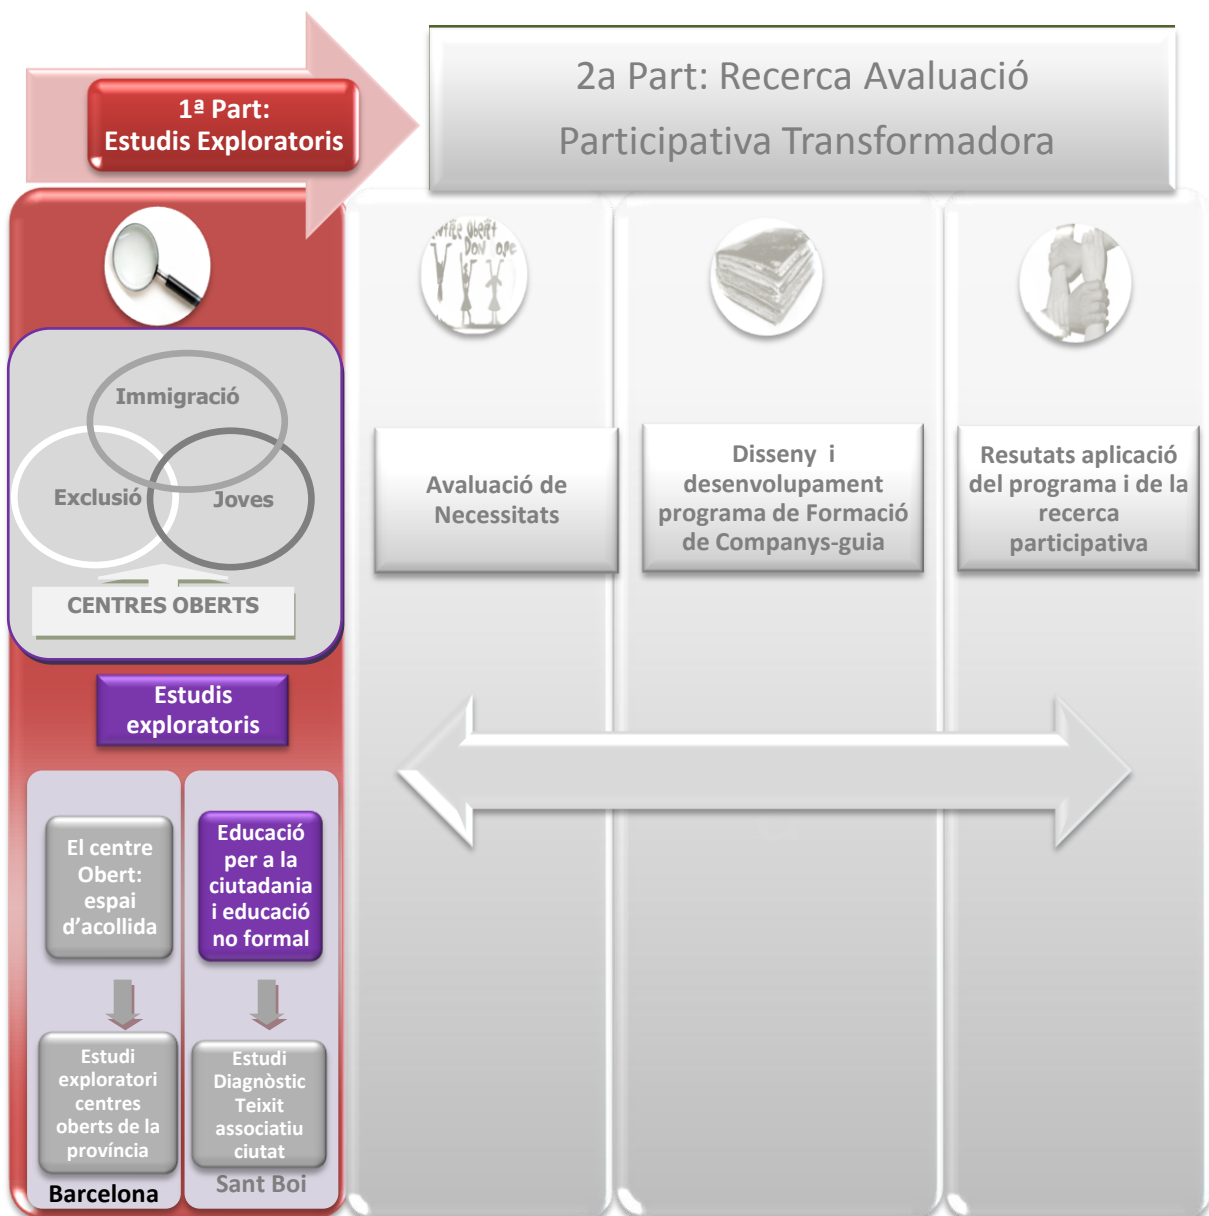 1ª Part:
Estudis Exploratoris
2a Part: Recerca Avaluació
Participativa Transformadora
Obert
Immigració
Exclusió
Joves
CENTRES OBERTS
Estudis
exploratoris
El centre
Obert:
espai
d’acollida
Educació
per a la
ciutadania
i educació
no formal
Estudi
exploratori
centres
oberts de la
província
Barcelona
Estudi
Diagnòstic
Teixit
associatiu
ciutat
Sant Boi
Avaluació de
Necessitats
Disseny i
desenvolupament
programa de Formació
de Companys-guia
Resutats aplicació
del programa i de la
recerca
participativa